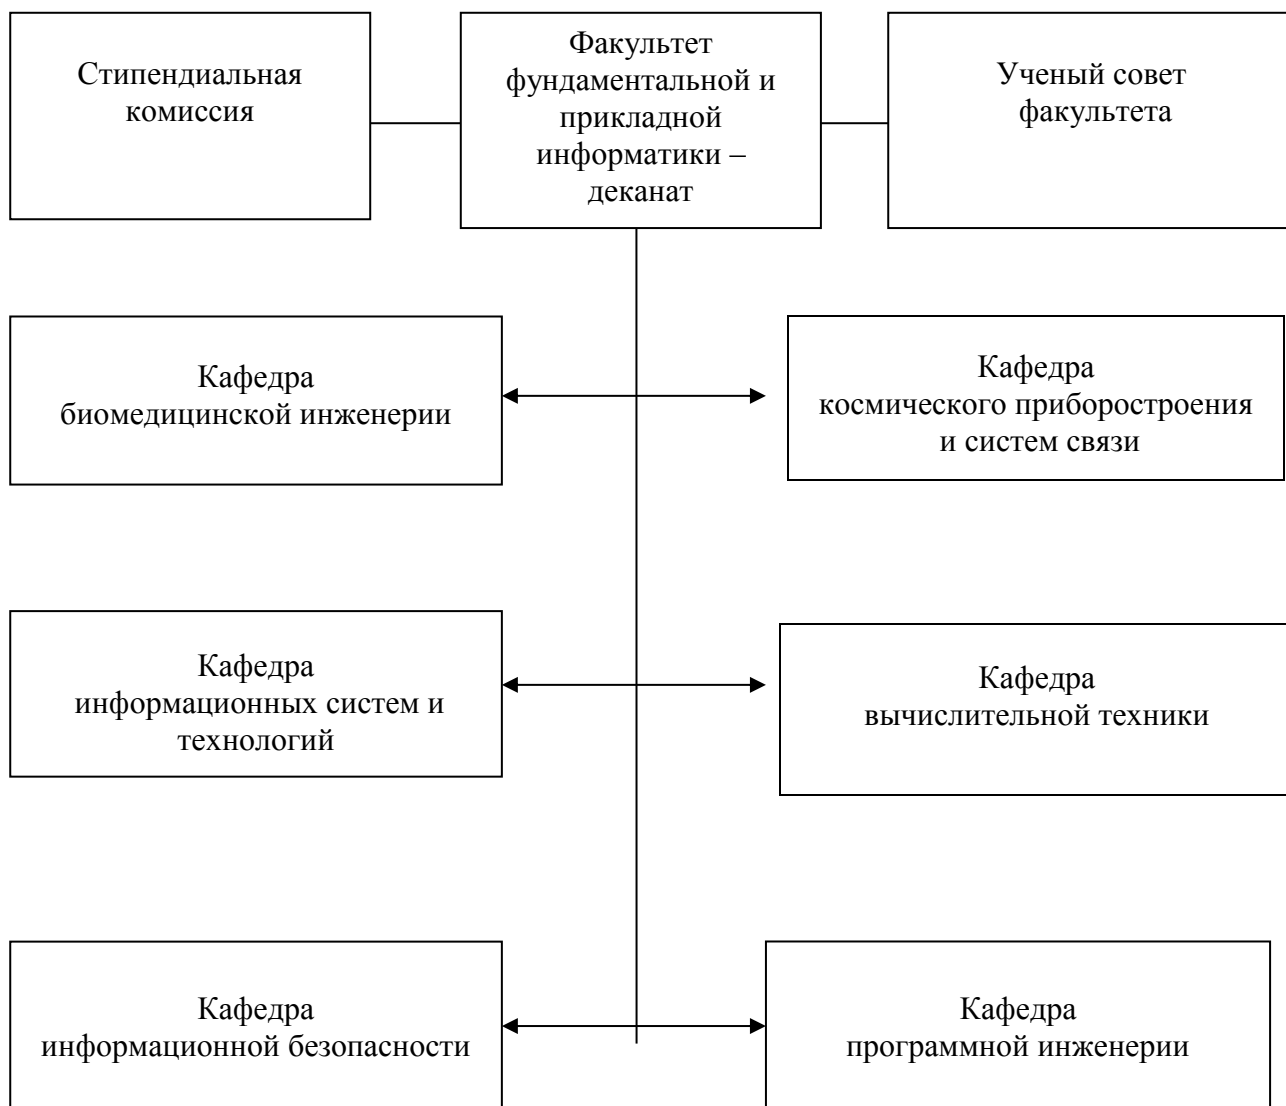 Стипендиальная
комиссия
Факультет
фундаментальной и
прикладной
информатики –
деканат
Ученый совет
факультета
Кафедра
биомедицинской инженерии
Кафедра
космического приборостроения
и систем связи
Кафедра
информационных систем и
технологий
Кафедра
вычислительной техники
Кафедра
информационной безопасности
Кафедра
программной инженерии